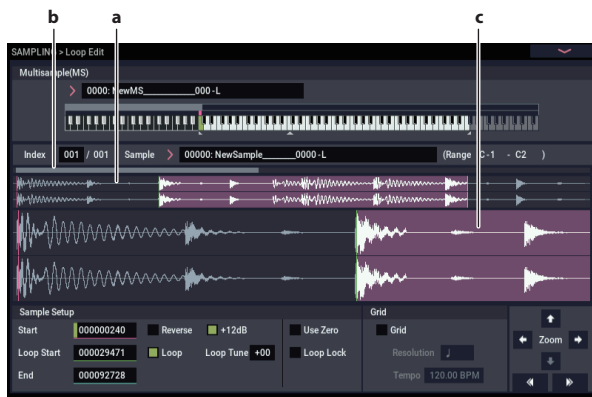 b a c
SAMPLING > Loop Edit
Multisample(MS)
0000: NewMS_________000-L
Index 001 / 001 Sample 00000: NewSample______0000-L (Range C-1 - C2 )
Sample Setup Grid
Start 000000240 Reverse +12dB Use Zero Grid
Loop Start 000029471 Loop Loop Tune +00 Loop Lock Resolution ♩
End 000092728 Tempo 120.00 BPM
Zoom